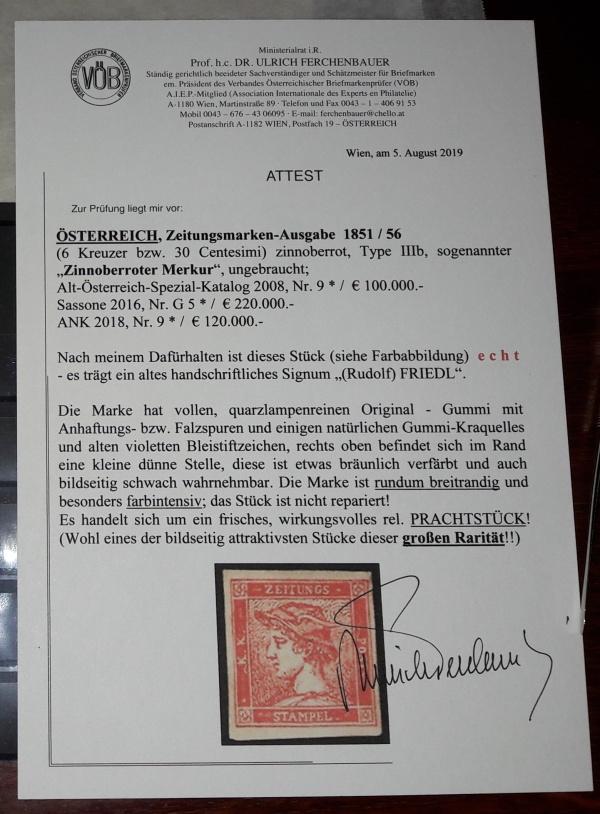 VERBAND ÖSTERREICHISCHER BRIEFMARKENPRÜFER
VÖB
Ministerialrat i.R.
Prof. h.c. DR. ULRICH FERCHENBAUER
Ständig gerichtlich beeideter Sachverständiger und Schätzmeister für Briefmarken
em. Präsident des Verbandes Österreichischer Briefmarkenprüfer (VÖB)
A.I.E.P.-Mitglied (Association Internationale des Experts en Philatelie)
A-1180 Wien, Martinstraße 89 · Telefon und Fax 0043 – 1 – 406 91 53
Mobil 0043 – 676 – 43 06095 · E-mail: ferchenbauer@chello.at
Postanschrift A-1182 WIEN, Postfach 19 – ÖSTERREICH
Wien, am 5. August 2019
ATTEST
Zur Prüfung liegt mir vor:
ÖSTERREICH, Zeitungsmarken-Ausgabe 1851 / 56
(6 Kreuzer bzw. 30 Centesimi) zinnoberrot, Type IIIb, sogenannter
„Zinnoberroter Merkur“, ungebraucht;
Alt-Österreich-Spezial-Katalog 2008, Nr. 9 * / € 100.000.-
Sassone 2016, Nr. G 5 * / € 220.000.-
ANK 2018, Nr. 9 * / € 120.000.-
Nach meinem Dafürhalten ist dieses Stück (siehe Farbabbildung) e c h t
- es trägt ein altes handschriftliches Signum „(Rudolf) FRIEDL“.
Die Marke hat vollen, quarzlampenreinen Original - Gummi mit
Anhaftungs- bzw. Falzspuren und einigen natürlichen Gummi-Kraquelles
und alten violetten Bleistiftzeichen, rechts oben befindet sich im Rand
eine kleine dünne Stelle, diese ist etwas bräunlich verfärbt und auch
bildseitig schwach wahrnehmbar. Die Marke ist rundum breitrandig und
besonders farbintensiv; das Stück ist nicht repariert!
Es handelt sich um ein frisches, wirkungsvolles rel. PRACHTSTÜCK!
(Wohl eines der bildseitig attraktivsten Stücke dieser großen Rarität!!)
ZEITUNGS
K. K.
STAMPEL